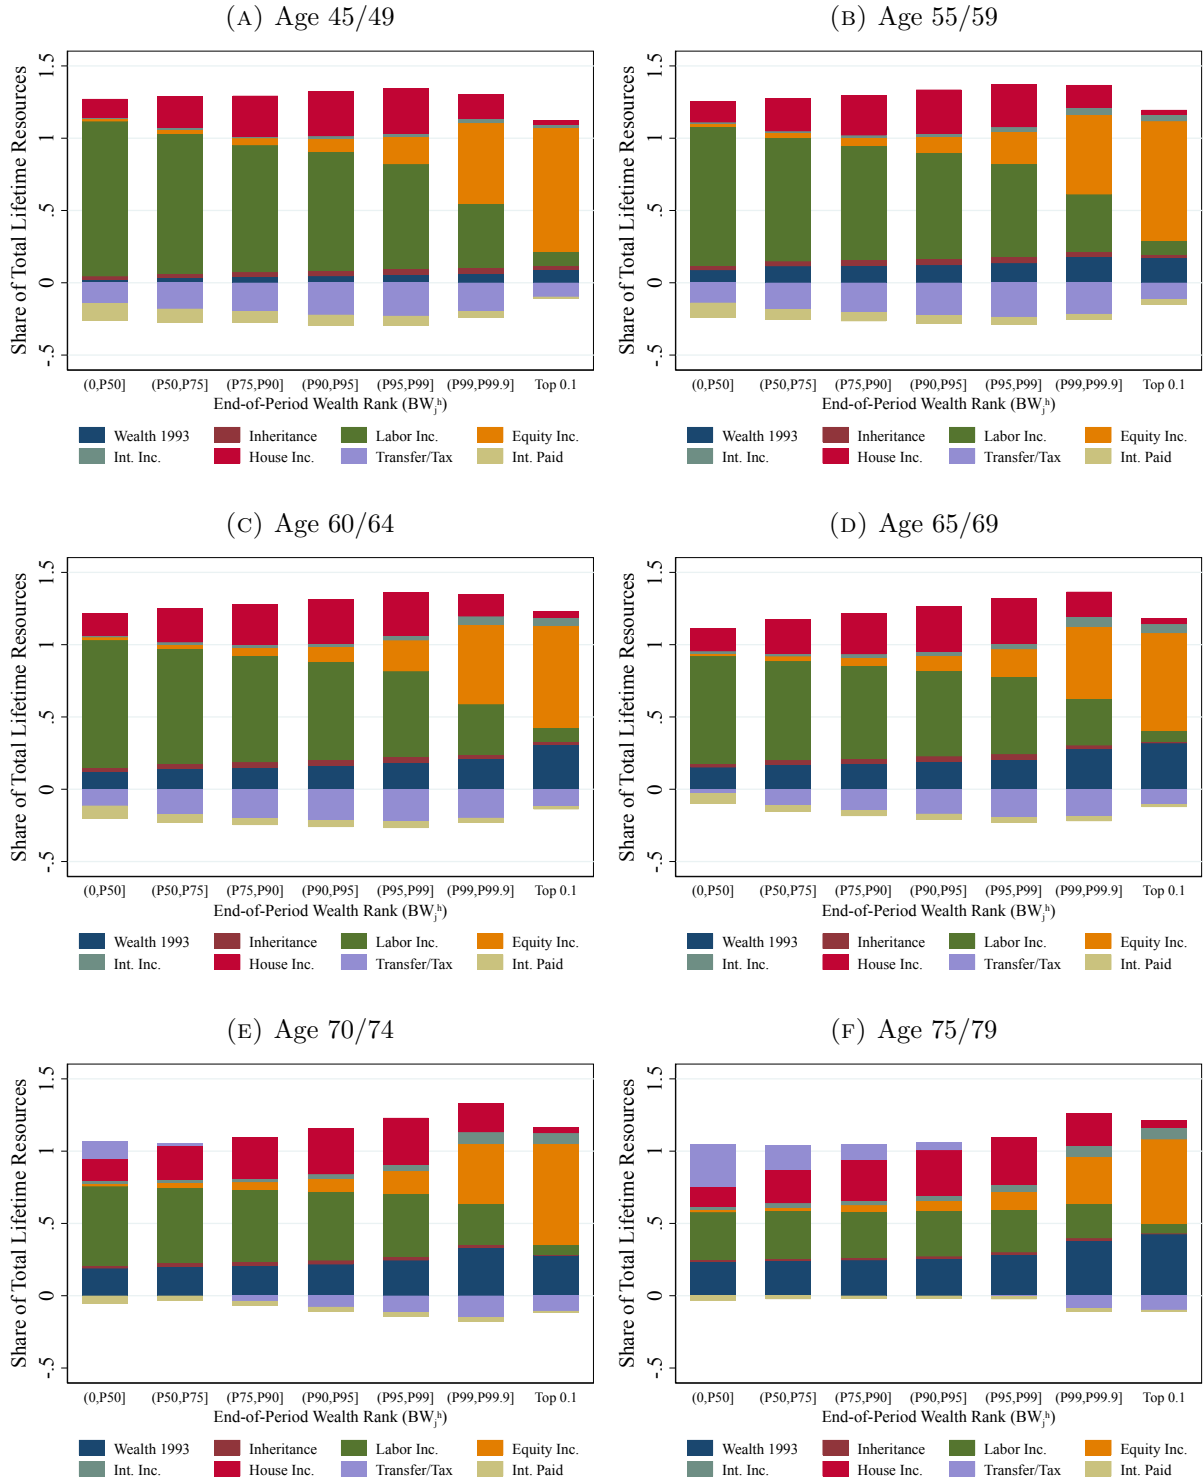 (A) Age 45/49
Share of Total Lifetime Resources
1.5
1
.5
0
-.5
(0,P50] (P50,P75] (P75,P90] (P90,P95] (P95,P99] (P99,P99.9] Top 0.1
End-of-Period Wealth Rank (BW_j^h)
Wealth 1993 Inheritance Labor Inc. Equity Inc.
Int. Inc. House Inc. Transfer/Tax Int. Paid
(B) Age 55/59
Share of Total Lifetime Resources
1.5
1
.5
0
-.5
(0,P50] (P50,P75] (P75,P90] (P90,P95] (P95,P99] (P99,P99.9] Top 0.1
End-of-Period Wealth Rank (BW_j^h)
Wealth 1993 Inheritance Labor Inc. Equity Inc.
Int. Inc. House Inc. Transfer/Tax Int. Paid
(C) Age 60/64
Share of Total Lifetime Resources
1.5
1
.5
0
-.5
(0,P50] (P50,P75] (P75,P90] (P90,P95] (P95,P99] (P99,P99.9] Top 0.1
End-of-Period Wealth Rank (BW_j^h)
Wealth 1993 Inheritance Labor Inc. Equity Inc.
Int. Inc. House Inc. Transfer/Tax Int. Paid
(D) Age 65/69
Share of Total Lifetime Resources
1.5
1
.5
0
-.5
(0,P50] (P50,P75] (P75,P90] (P90,P95] (P95,P99] (P99,P99.9] Top 0.1
End-of-Period Wealth Rank (BW_j^h)
Wealth 1993 Inheritance Labor Inc. Equity Inc.
Int. Inc. House Inc. Transfer/Tax Int. Paid
(E) Age 70/74
Share of Total Lifetime Resources
1.5
1
.5
0
-.5
(0,P50] (P50,P75] (P75,P90] (P90,P95] (P95,P99] (P99,P99.9] Top 0.1
End-of-Period Wealth Rank (BW_j^h)
Wealth 1993 Inheritance Labor Inc. Equity Inc.
Int. Inc. House Inc. Transfer/Tax Int. Paid
(F) Age 75/79
Share of Total Lifetime Resources
1.5
1
.5
0
-.5
(0,P50] (P50,P75] (P75,P90] (P90,P95] (P95,P99] (P99,P99.9] Top 0.1
End-of-Period Wealth Rank (BW_j^h)
Wealth 1993 Inheritance Labor Inc. Equity Inc.
Int. Inc. House Inc. Transfer/Tax Int. Paid